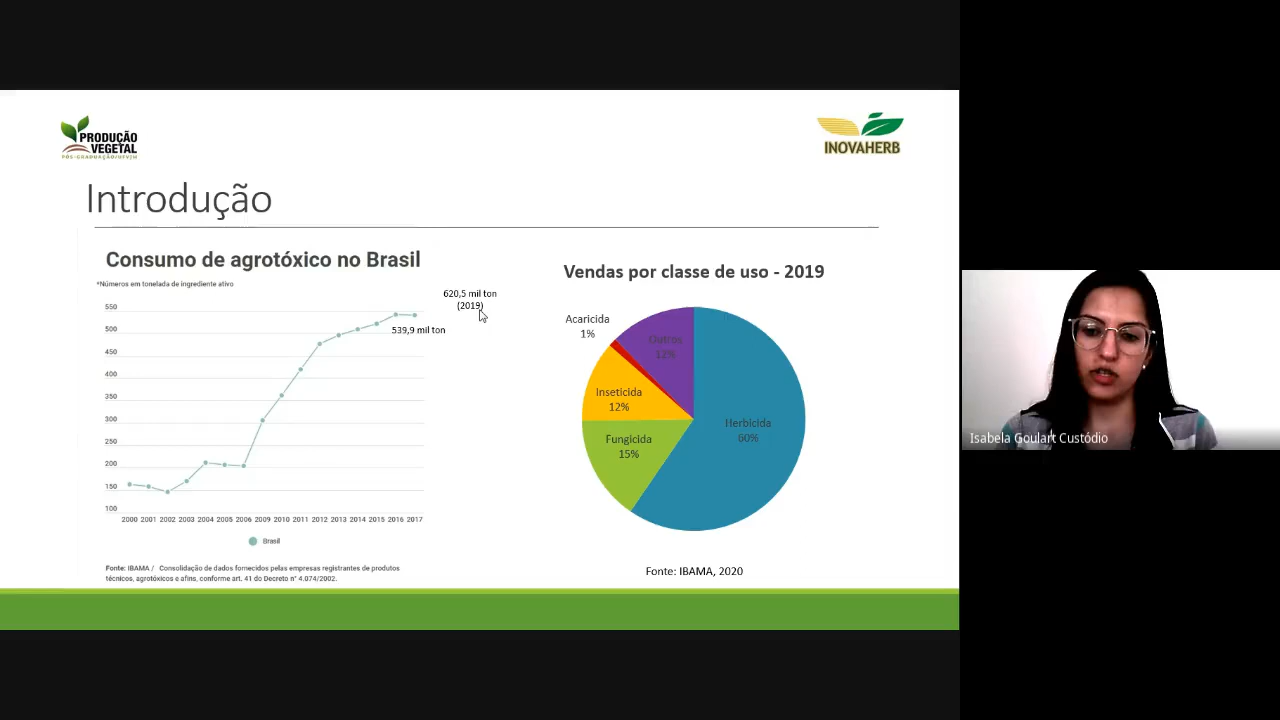 PRODUÇÃO
VEGETAL
PÓS-GRADUAÇÃO/UFVJM
INOVAHERB
Introdução
Consumo de agrotóxico no Brasil
*Números em tonelada de ingrediente ativo
550
500
450
400
350
300
250
200
150
100
620,5 mil ton
(2019)
539,9 mil ton
2000 2001 2002 2003 2004 2005 2006 2009 2010 2011 2012 2013 2014 2015 2016 2017
Brasil
Fonte: IBAMA / Consolidação de dados fornecidos pelas empresas registrantes de produtos
técnicos, agrotóxicos e afins, conforme art. 41 do Decreto n° 4.074/2002.
Vendas por classe de uso - 2019
Acaricida
1%
Outros
12%
Inseticida
12%
Herbicida
60%
Fungicida
15%
Fonte: IBAMA, 2020
Isabela Goulart Custódio